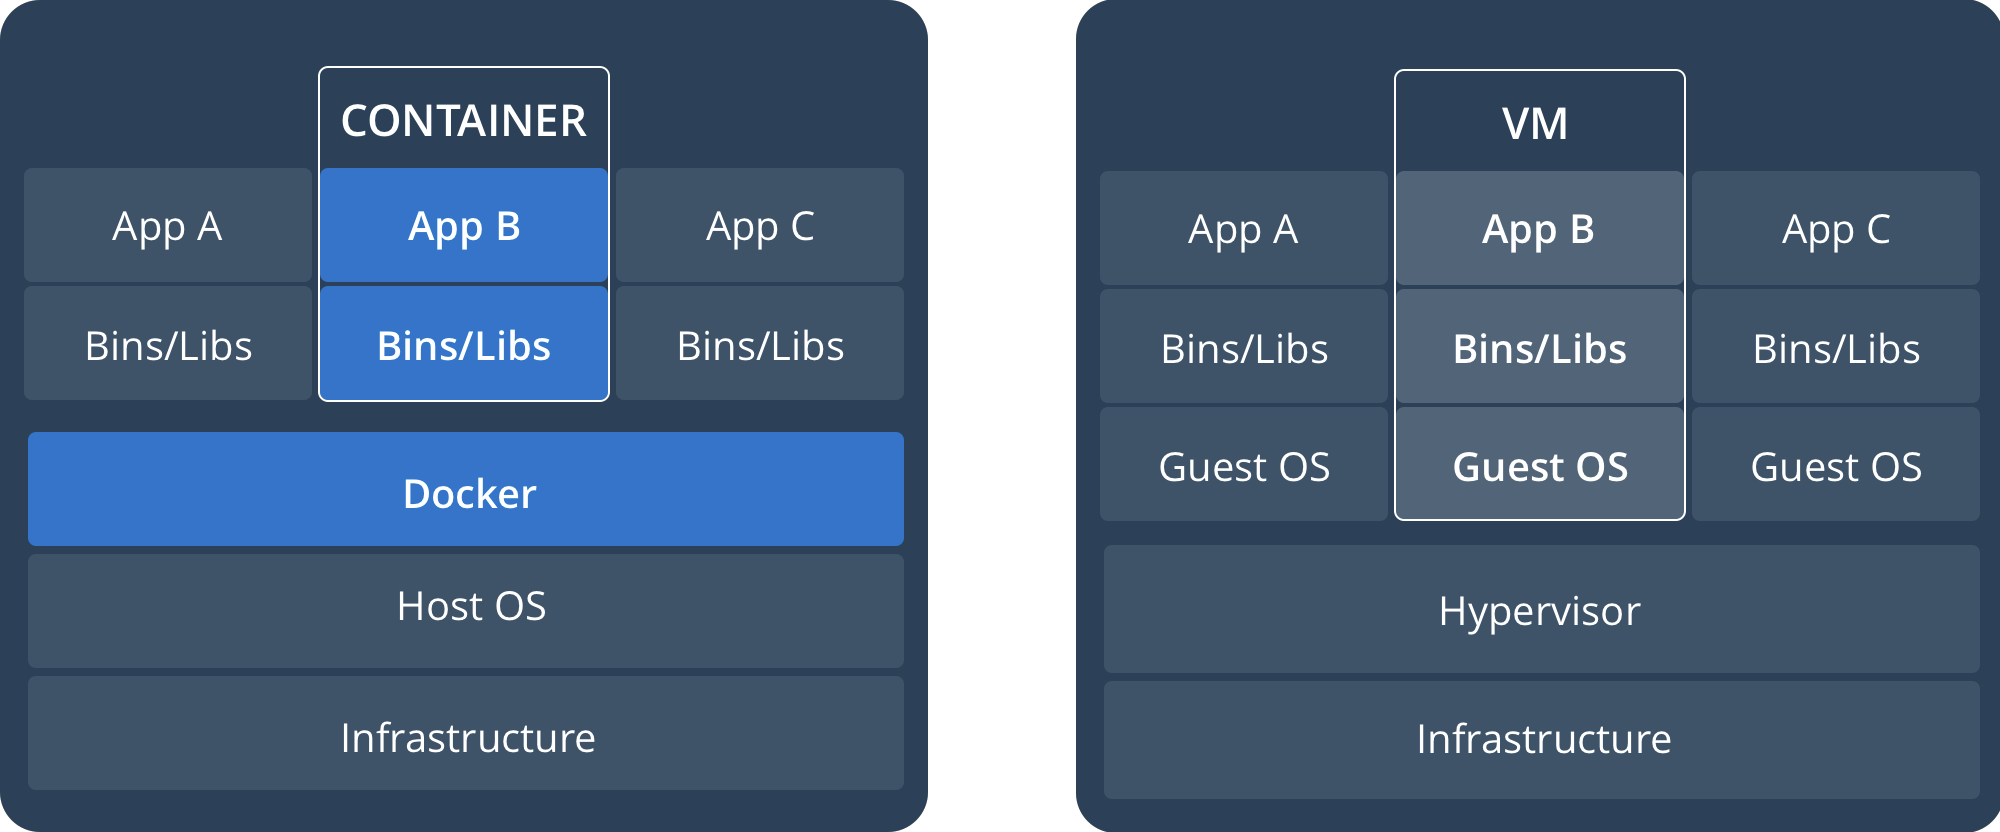 CONTAINER
App A
App B
App C
Bins/Libs
Bins/Libs
Bins/Libs
Docker
Host OS
Infrastructure
VM
App A
App B
App C
Bins/Libs
Bins/Libs
Bins/Libs
Guest OS
Guest OS
Guest OS
Hypervisor
Infrastructure